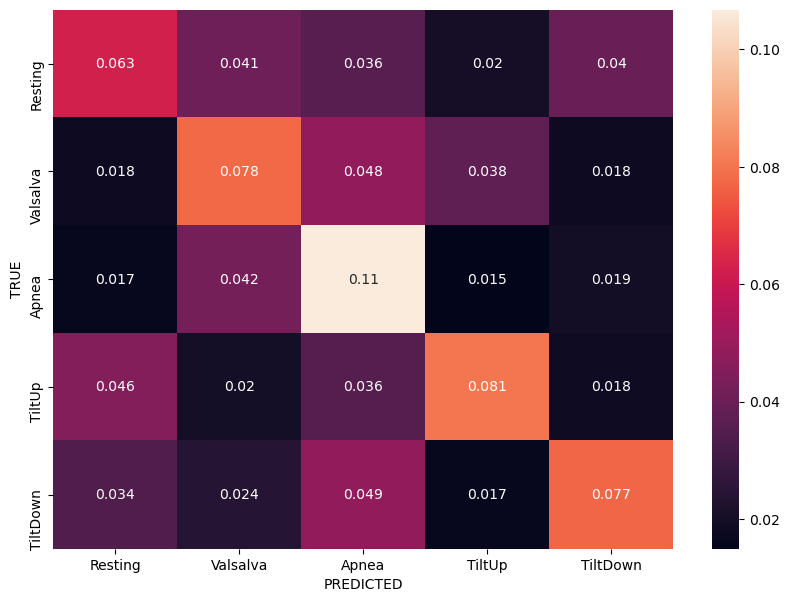 TRUE
Resting 0.063 0.041 0.036 0.02 0.04
Valsalva 0.018 0.078 0.048 0.038 0.018
Apnea 0.017 0.042 0.11 0.015 0.019
TiltUp 0.046 0.02 0.036 0.081 0.018
TiltDown 0.034 0.024 0.049 0.017 0.077
Resting Valsalva Apnea TiltUp TiltDown
PREDICTED
0.10
0.08
0.06
0.04
0.02